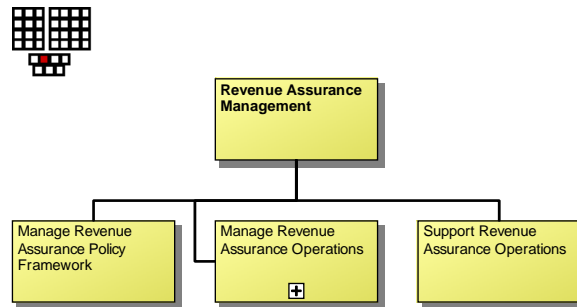 Revenue Assurance
Management
Manage Revenue
Assurance Policy
Framework
Manage Revenue
Assurance Operations
Support Revenue
Assurance Operations